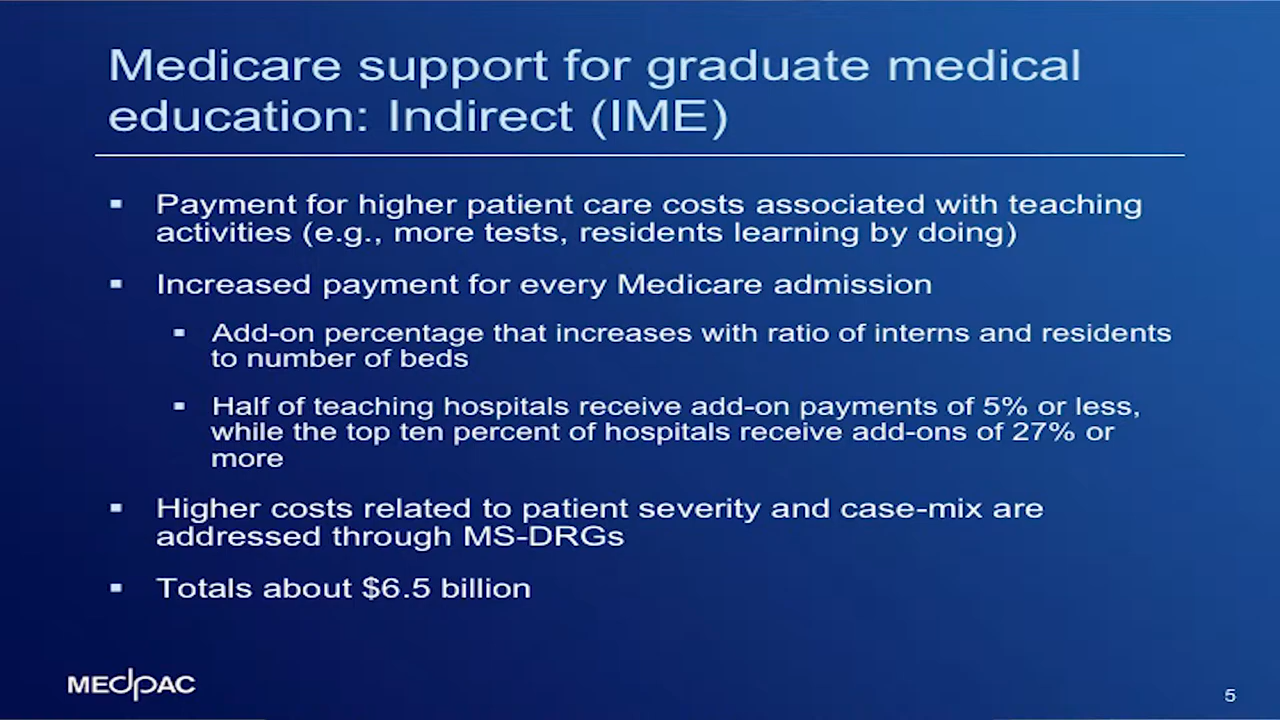 Medicare support for graduate medical
education: Indirect (IME)
▪ Payment for higher patient care costs associated with teaching
activities (e.g., more tests, residents learning by doing)
▪ Increased payment for every Medicare admission
▪ Add-on percentage that increases with ratio of interns and residents
to number of beds
▪ Half of teaching hospitals receive add-on payments of 5% or less,
while the top ten percent of hospitals receive add-ons of 27% or
more
▪ Higher costs related to patient severity and case-mix are
addressed through MS-DRGs
▪ Totals about $6.5 billion
MEdpAC
5